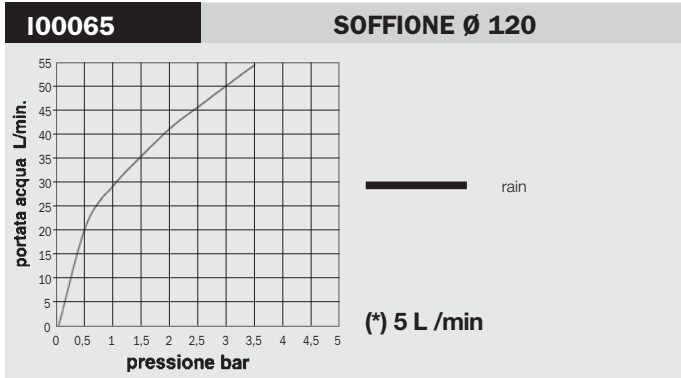 I00065
SOFFIONE Ø 120
portata acqua L/min.
55
50
45
40
35
30
25
20
15
10
5
0
0 0,5 1 1,5 2 2,5 3 3,5 4 4,5 5
pressione bar
rain
(*) 5 L /min